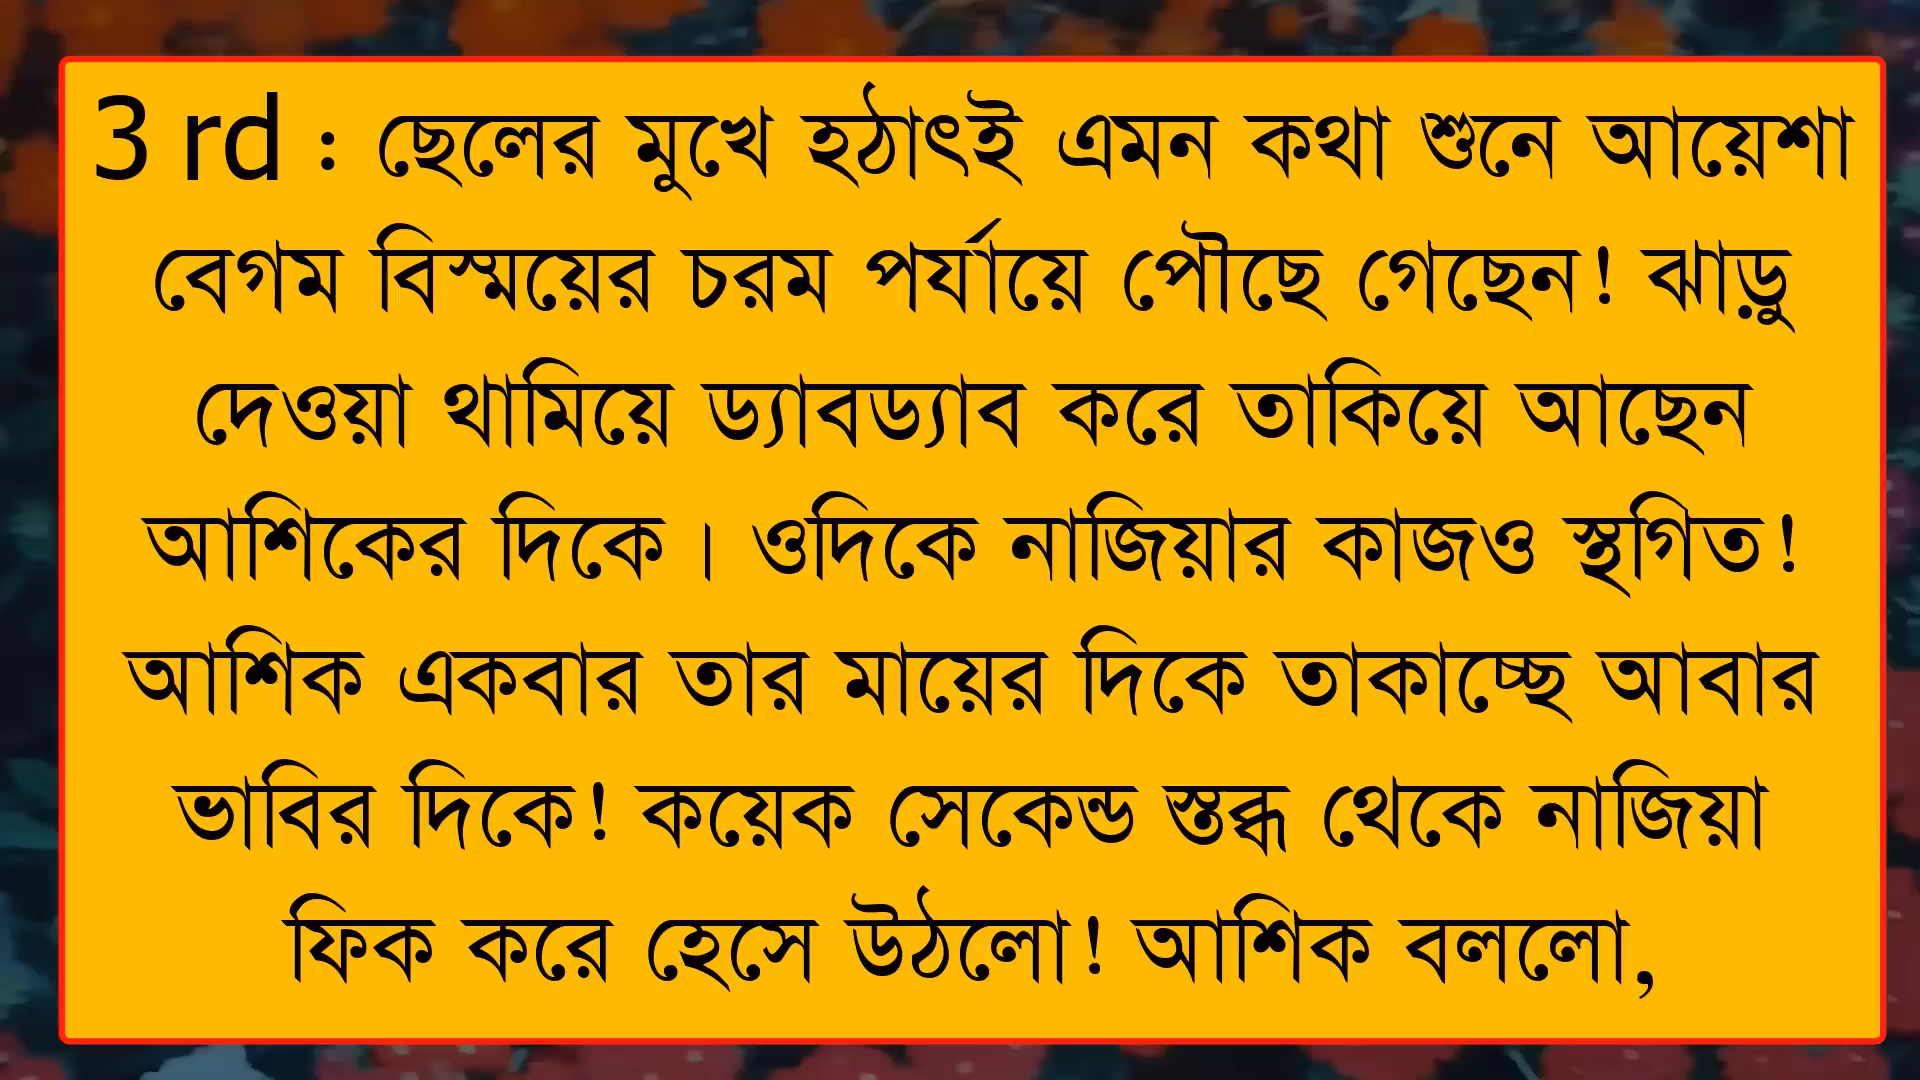 3 rd : ছেলের মুখে হঠাৎই এমন কথা শুনে আয়েশা
বেগম বিস্ময়ের চরম পর্যায়ে পৌছে গেছেন! ঝাড়ু
দেওয়া থামিয়ে ড্যাবড্যাব করে তাকিয়ে আছেন
আশিকের দিকে। ওদিকে নাজিয়ার কাজও স্থগিত!
আশিক একবার তার মায়ের দিকে তাকাচ্ছে আবার
ভাবির দিকে! কয়েক সেকেন্ড স্তব্ধ থেকে নাজিয়া
ফিক করে হেসে উঠলো! আশিক বললো,